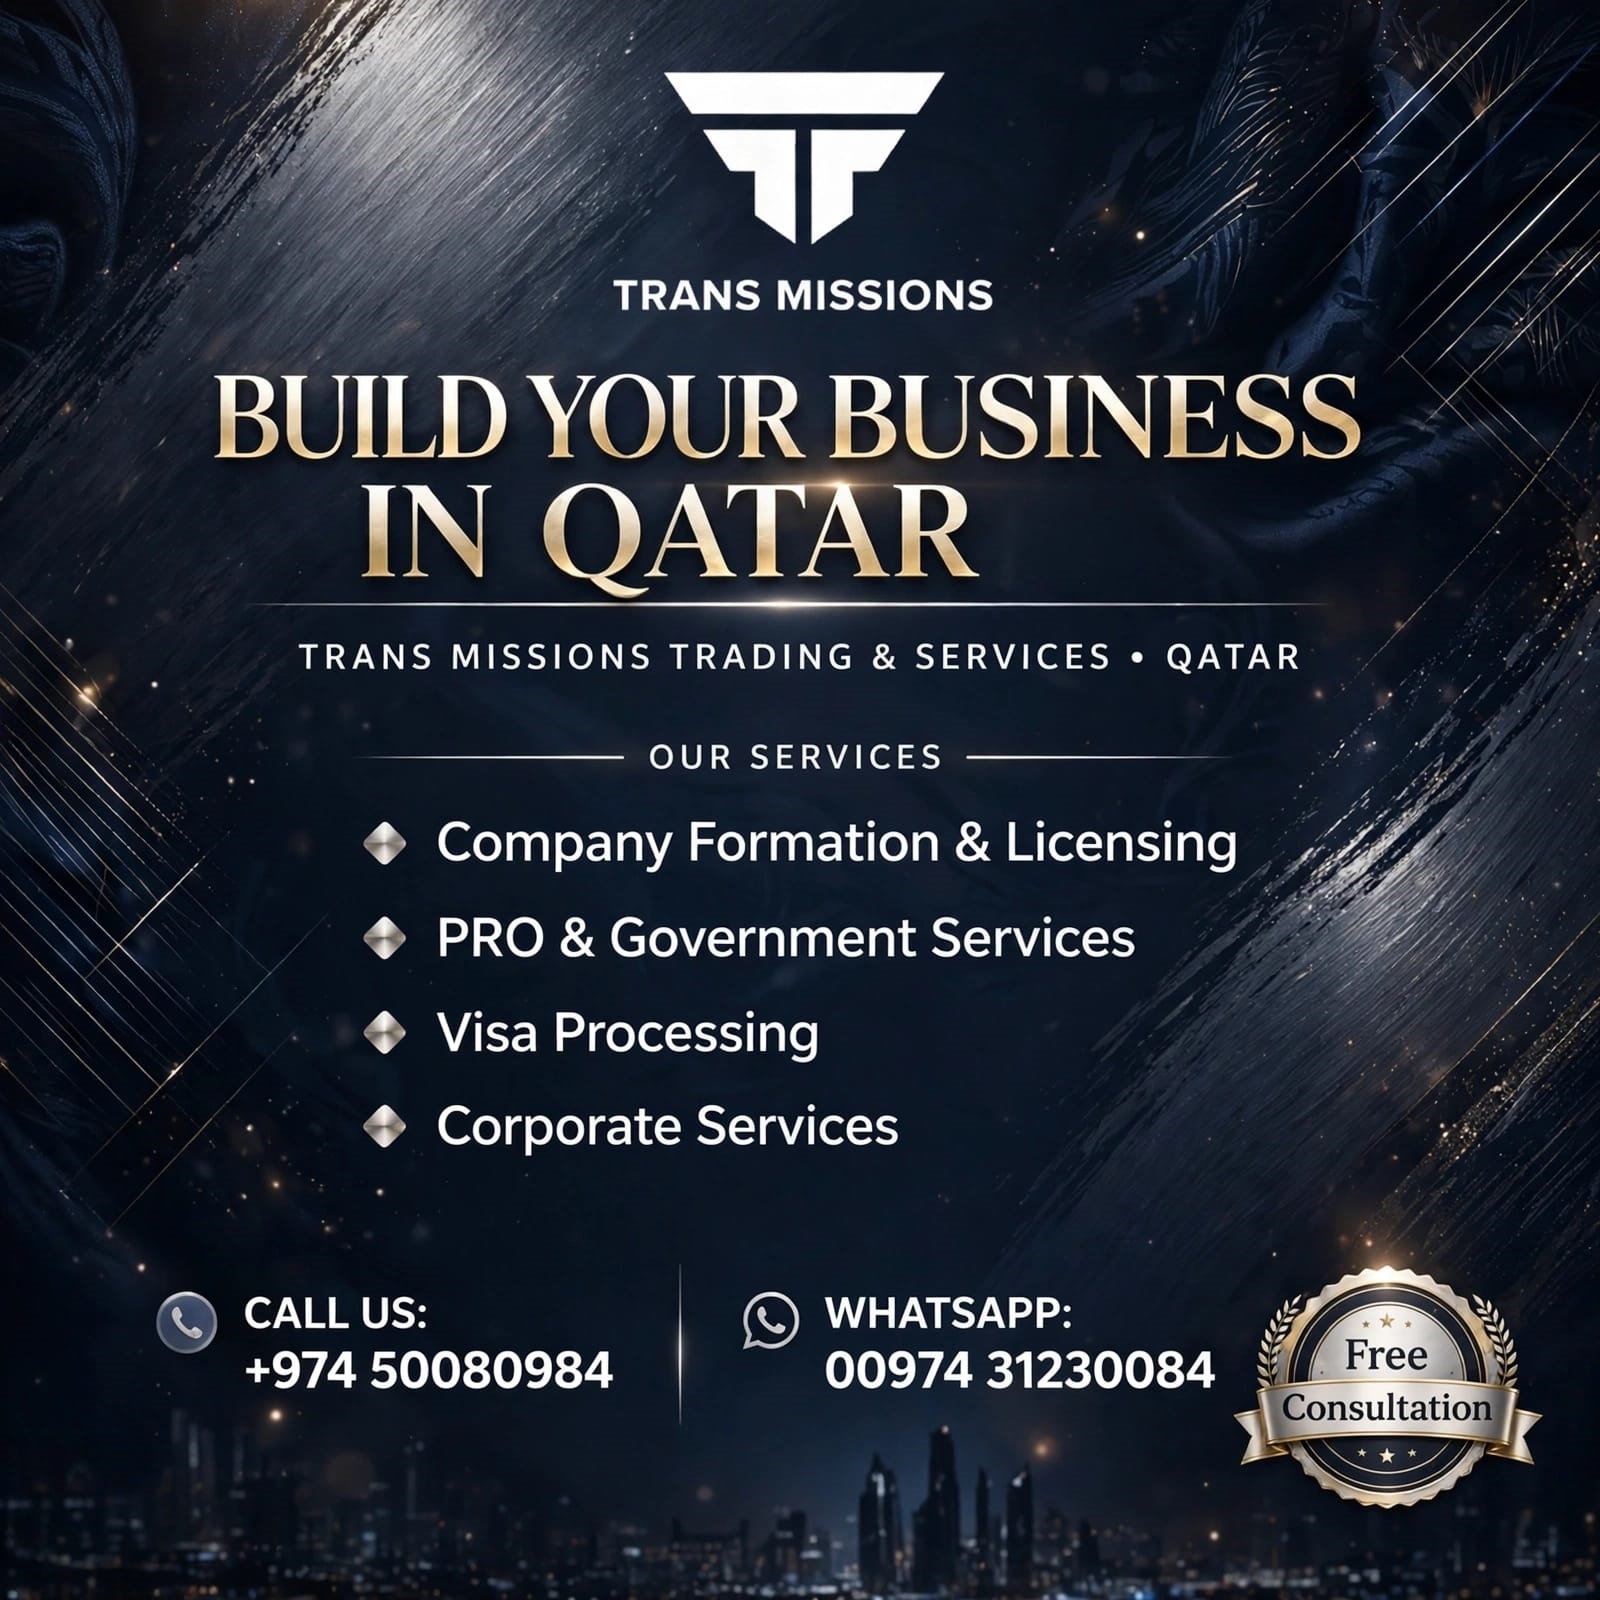 TRANS MISSIONS
BUILD YOUR BUSINESS
IN QATAR
TRANS MISSIONS TRADING & SERVICES • QATAR
OUR SERVICES
Company Formation & Licensing
PRO & Government Services
Visa Processing
Corporate Services
CALL US:
+974 50080984
WHATSAPP:
00974 31230084
Free
Consultation